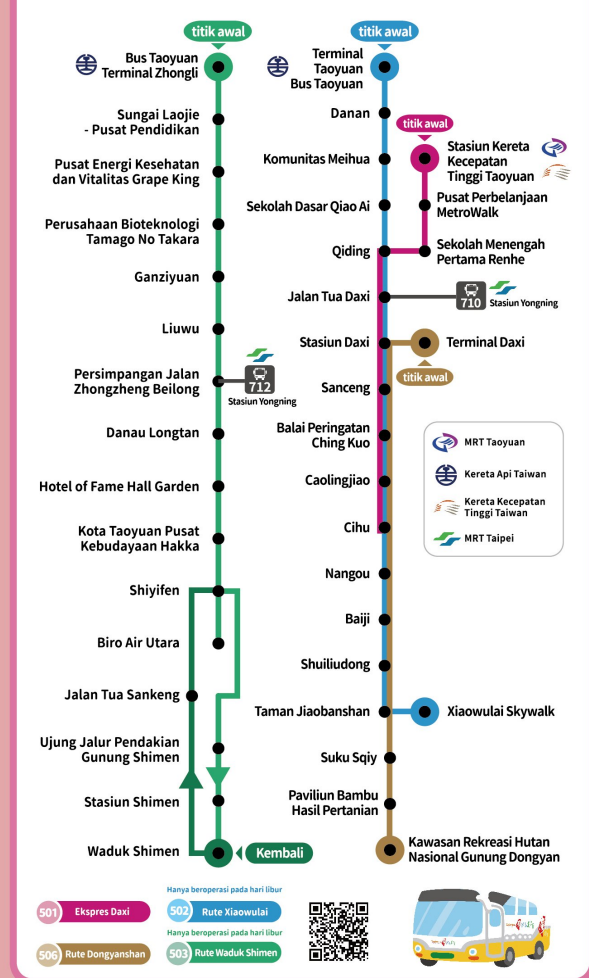 titik awal
Bus Taoyuan
Terminal Zhongli
Sungai Laojie
- Pusat Pendidikan
Pusat Energi Kesehatan
dan Vitalitas Grape King
Perusahaan Bioteknologi
Tamago No Takara
Ganziyuan
Liuwu
Persimpangan Jalan
Zhongzheng Beilong
712
Stasiun Yongning
Danau Longtan
Hotel of Fame Hall Garden
Kota Taoyuan Pusat
Kebudayaan Hakka
Shiyifen
Biro Air Utara
Jalan Tua Sankeng
Ujung Jalur Pendakian
Gunung Shimen
Stasiun Shimen
Waduk Shimen
Kembali
titik awal
Terminal
Taoyuan
Bus Taoyuan
Danan
titik awal
Komunitas Meihua
Stasiun Kereta
Kecepatan
Tinggi Taoyuan
Sekolah Dasar Qiao Ai
Pusat Perbelanjaan
MetroWalk
Qiding
Sekolah Menengah
Pertama Renhe
Jalan Tua Daxi
710
Stasiun Yongning
Stasiun Daxi
Terminal Daxi
titik awal
Sanceng
Balai Peringatan
Ching Kuo
Caolingjiao
Cihu
Nangou
Baiji
Shuiliudong
Taman Jiaobanshan
Xiaowulai Skywalk
Suku Sqiy
Paviliun Bambu
Hasil Pertanian
Kawasan Rekreasi Hutan
Nasional Gunung Dongyan
MRT Taoyuan
Kereta Api Taiwan
Kereta Kecepatan
Tinggi Taiwan
MRT Taipei
501 Ekspres Daxi
Hanya beroperasi pada hari libur
502 Rute Xiaowulai
506 Rute Dongyanshan
Hanya beroperasi pada hari libur
503 Rute Waduk Shimen